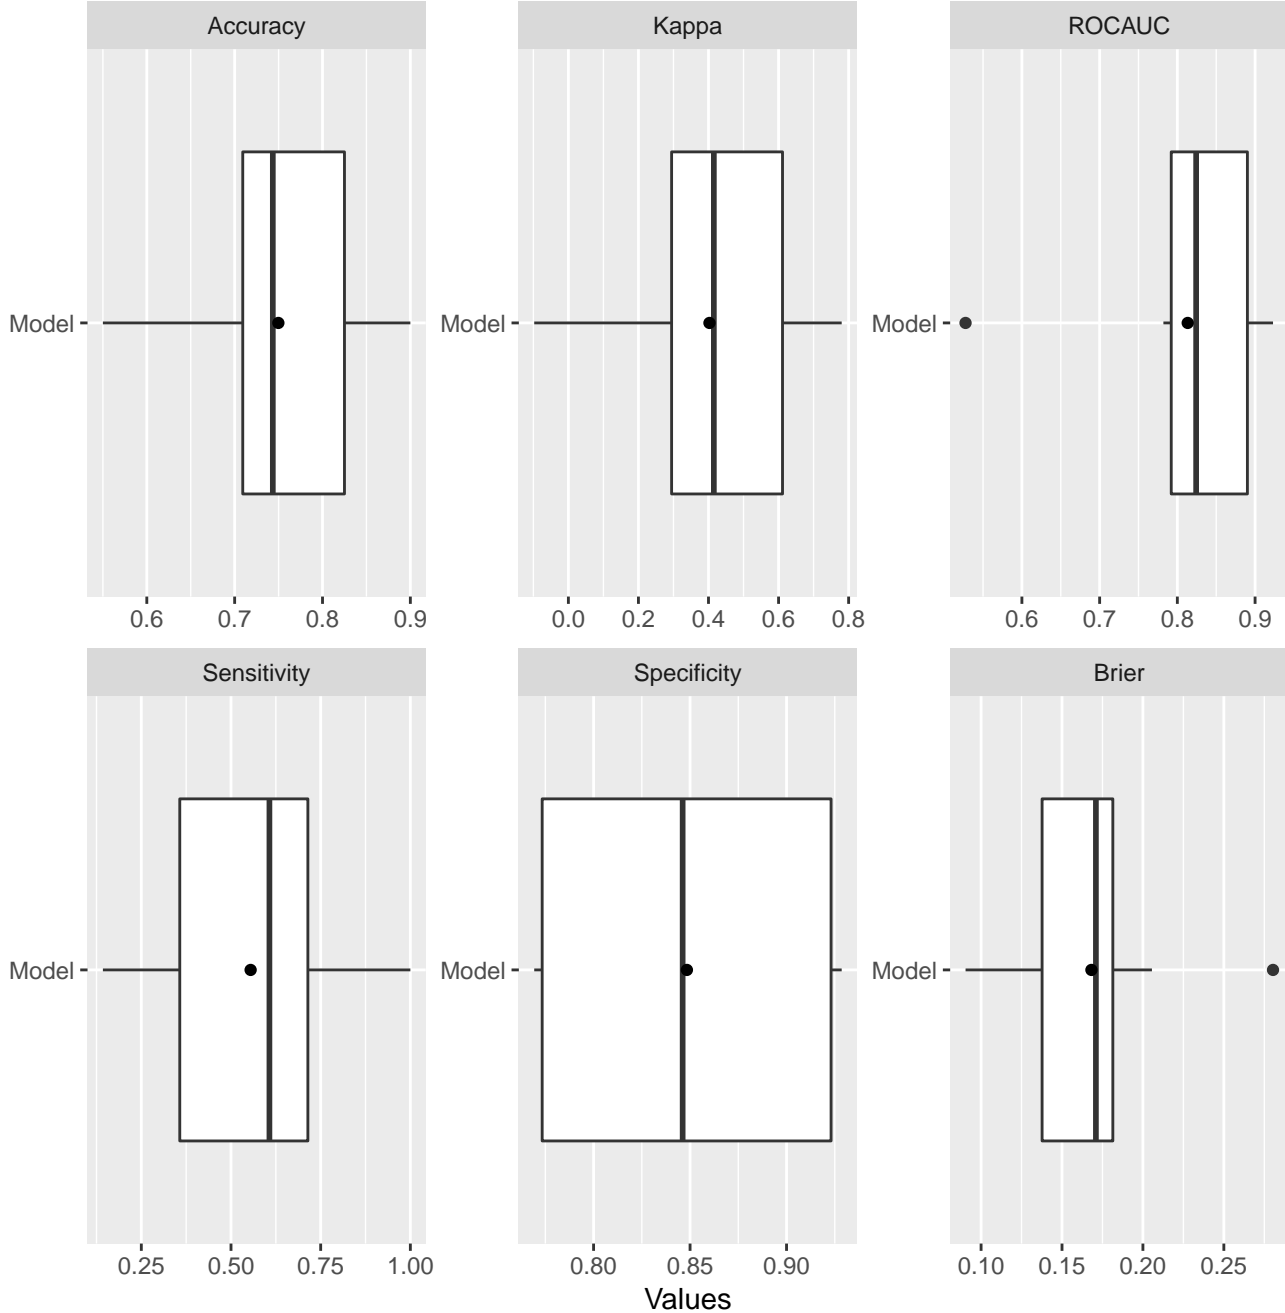 Accuracy Kappa ROCAUC
Model Model Model
0.6 0.7 0.8 0.9 0.0 0.2 0.4 0.6 0.8 0.6 0.7 0.8 0.9
Sensitivity Specificity Brier
Model Model Model
0.25 0.50 0.75 1.00 0.80 0.85 0.90 0.10 0.15 0.20 0.25
Values